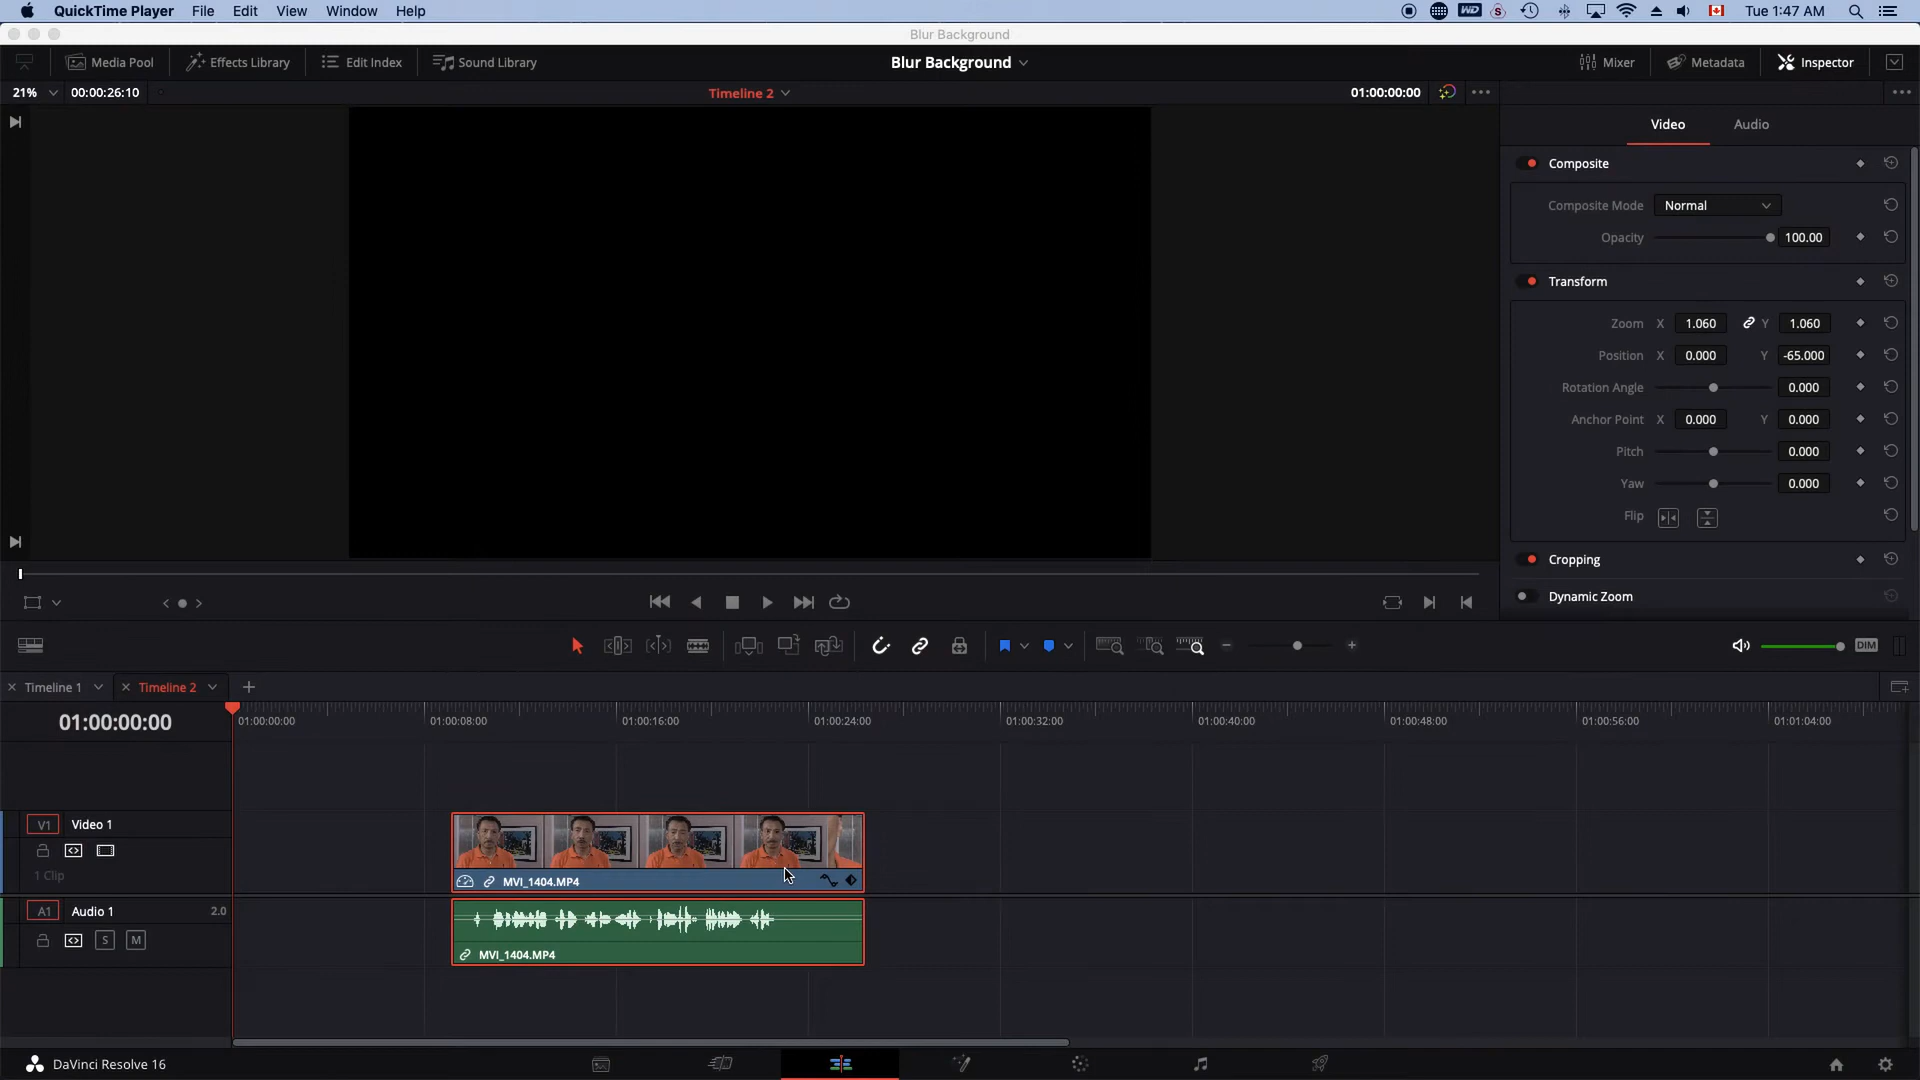 QuickTime Player File Edit View Window Help WD S Tue 1:47 AM
Blur Background
Media Pool Effects Library Edit Index Sound Library Blur Background Mixer Metadata Inspector
21% 00:00:26:10 Timeline 2 01:00:00:00
Video Audio
Composite
Composite Mode Normal
Opacity 100.00
Transform
Zoom X 1.060 Y 1.060
Position X 0.000 Y -65.000
Rotation Angle 0.000
Anchor Point X 0.000 Y 0.000
Pitch 0.000
Yaw 0.000
Flip
Cropping
Dynamic Zoom
DIM
Timeline 1 Timeline 2
01:00:00:00 01:00:00:00 01:00:08:00 01:00:16:00 01:00:24:00 01:00:32:00 01:00:40:00 01:00:48:00 01:00:56:00 01:01:04:00
V1 Video 1
1 Clip
MVI_1404.MP4
A1 Audio 1 2.0
S M
MVI_1404.MP4
DaVinci Resolve 16